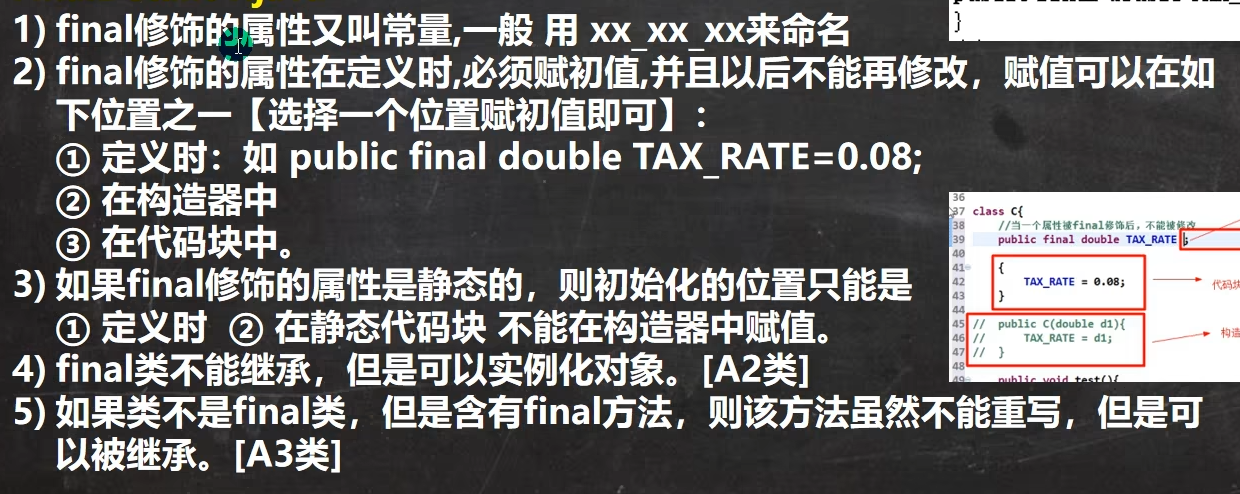 1) final修饰的属性又叫常量,一般 用 xx_xx_xx来命名
2) final修饰的属性在定义时,必须赋初值,并且以后不能再修改，赋值可以在如
下位置之一【选择一个位置赋初值即可】：
① 定义时：如 public final double TAX_RATE=0.08;
② 在构造器中
③ 在代码块中。
3) 如果final修饰的属性是静态的，则初始化的位置只能是
① 定义时 ② 在静态代码块 不能在构造器中赋值。
4) final类不能继承，但是可以实例化对象。[A2类]
5) 如果类不是final类，但是含有final方法，则该方法虽然不能重写，但是可
以被继承。[A3类]
}
36
37 class C{
38 //当一个属性被final修饰后，不能被修改
39 public final double TAX_RATE ;
40
41 {
42 TAX_RATE = 0.08;
43 }
44
45 // public C(double d1){
46 // TAX_RATE = d1;
47 // }
48
49 public void test(){
代码块
构造